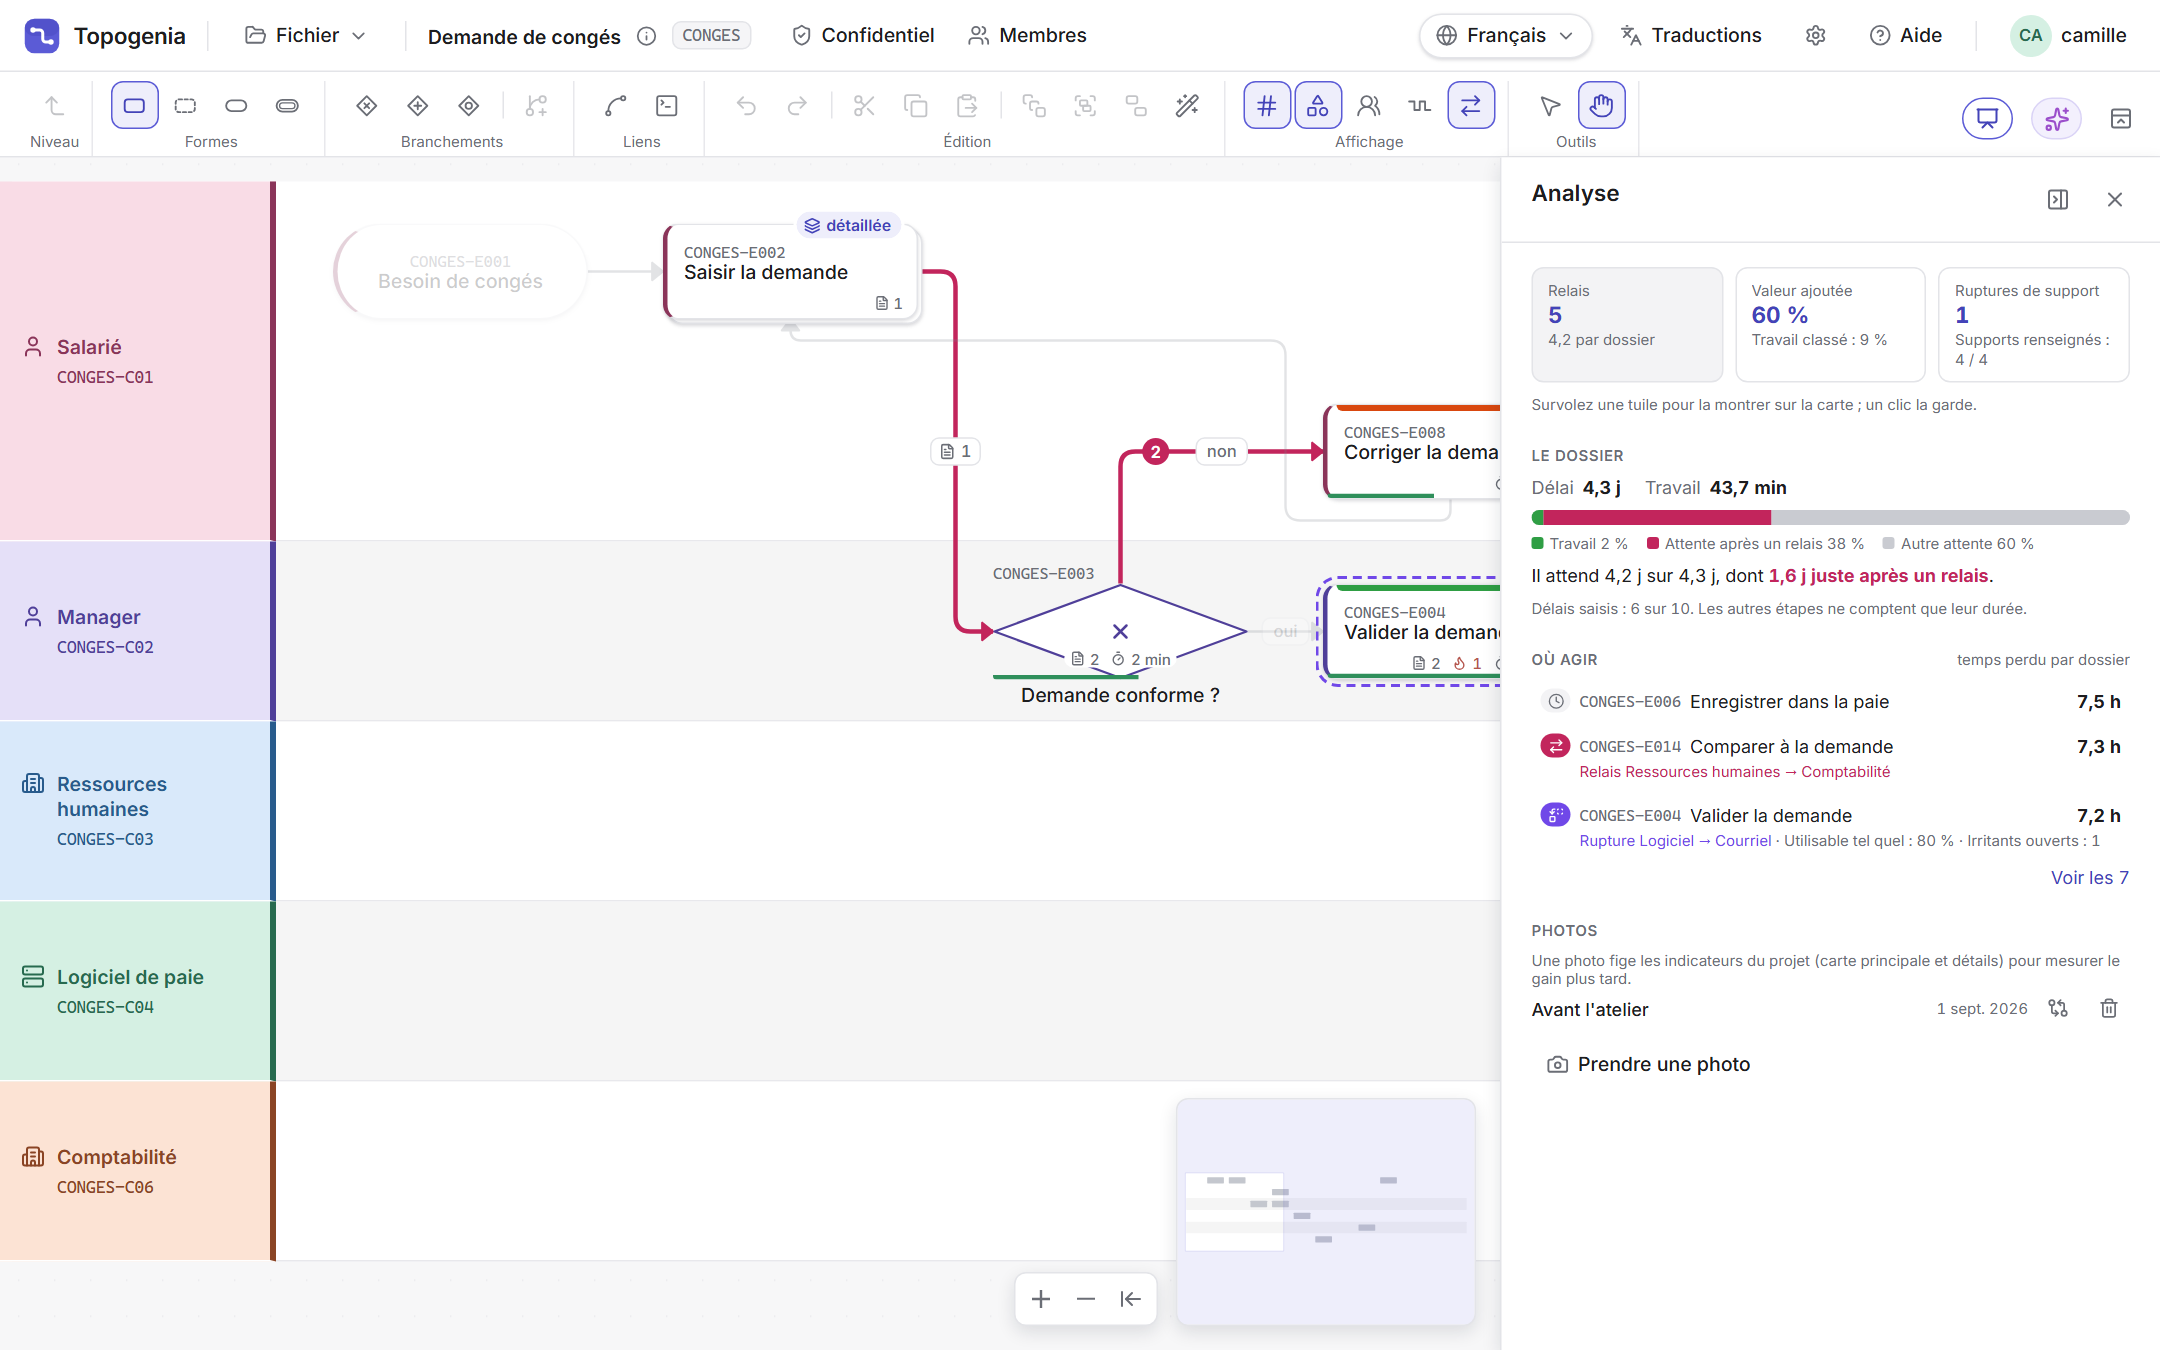 Topogenia
Fichier
Demande de congés
CONGES
Confidentiel
Membres
Français
Traductions
Aide
CA
camille
Niveau
Formes
Branchements
Liens
Édition
Affichage
Outils
Salarié
CONGES-C01
Manager
CONGES-C02
Ressources
humaines
CONGES-C03
Logiciel de paie
CONGES-C04
Comptabilité
CONGES-C06
CONGES-E001
Besoin de congés
détaillée
CONGES-E002
Saisir la demande
1
1
2
non
CONGES-E008
Corriger la dema
CONGES-E003
2
2 min
Demande conforme ?
oui
CONGES-E004
Valider la deman
2
1
Analyse
Relais
5
4,2 par dossier
Valeur ajoutée
60 %
Travail classé : 9 %
Ruptures de support
1
Supports renseignés :
4 / 4
Survolez une tuile pour la montrer sur la carte ; un clic la garde.
LE DOSSIER
Délai 4,3 j Travail 43,7 min
Travail 2 % Attente après un relais 38 % Autre attente 60 %
Il attend 4,2 j sur 4,3 j, dont 1,6 j juste après un relais.
Délais saisis : 6 sur 10. Les autres étapes ne comptent que leur durée.
OÙ AGIR temps perdu par dossier
CONGES-E006 Enregistrer dans la paie 7,5 h
CONGES-E014 Comparer à la demande 7,3 h
Relais Ressources humaines → Comptabilité
CONGES-E004 Valider la demande 7,2 h
Rupture Logiciel → Courriel · Utilisable tel quel : 80 % · Irritants ouverts : 1
Voir les 7
PHOTOS
Une photo fige les indicateurs du projet (carte principale et détails) pour mesurer le
gain plus tard.
Avant l'atelier 1 sept. 2026
Prendre une photo